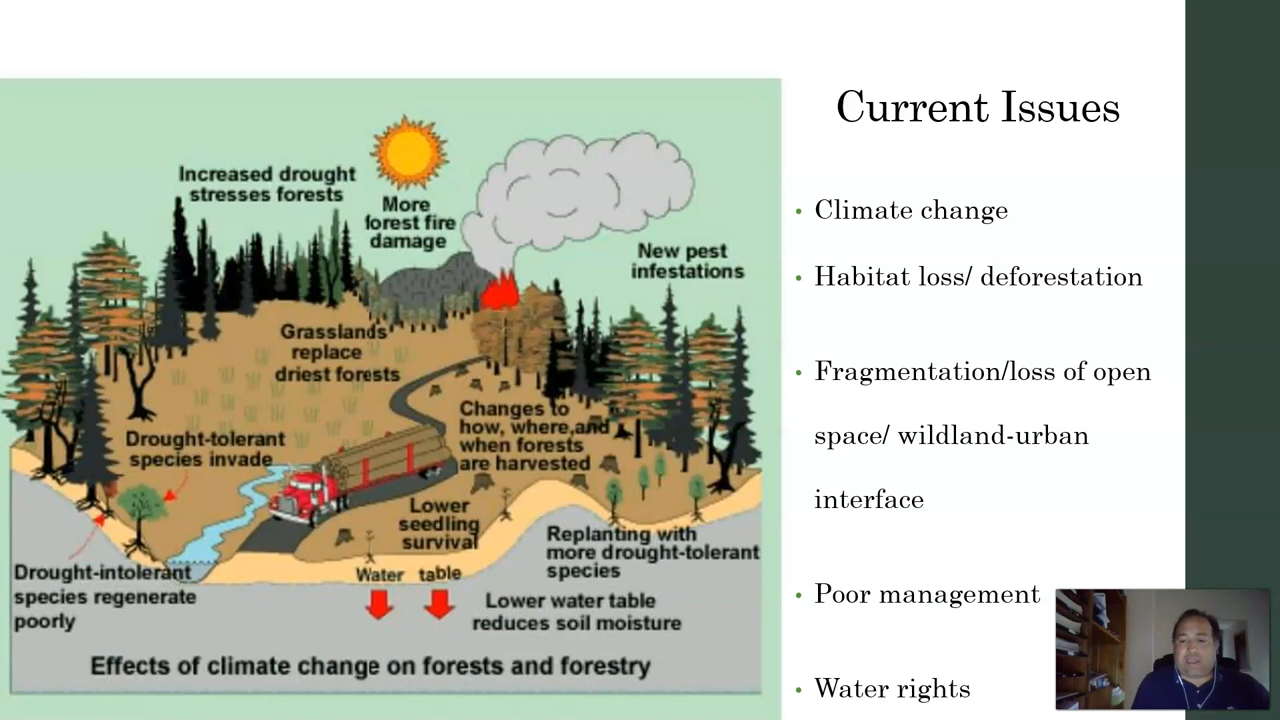 Current Issues
Increased drought
stresses forests
More
forest fire
damage
New pest
infestations
Grasslands
replace
driest forests
Changes to
how, where,and
when forests
are harvested
Drought-tolerant
species invade
Lower
seedling
survival
Replanting with
more drought-tolerant
species
Drought-intolerant
species regenerate
poorly
Water table
Lower water table
reduces soil moisture
Effects of climate change on forests and forestry
• Climate change
• Habitat loss/ deforestation
• Fragmentation/loss of open
space/ wildland-urban
interface
• Poor management
• Water rights